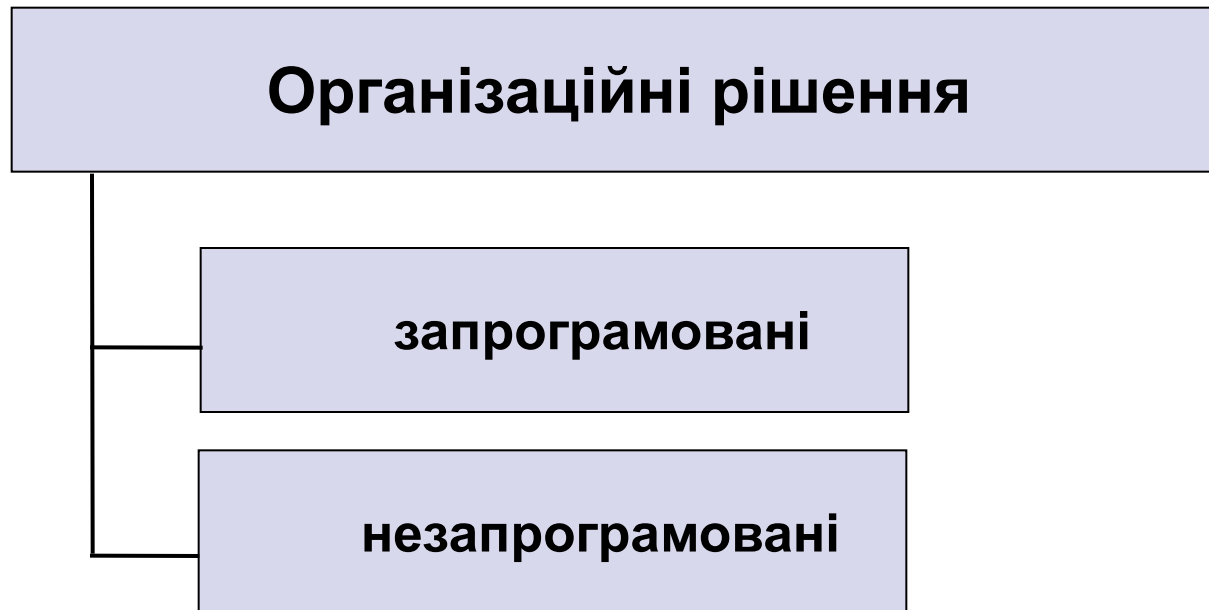 Організаційні рішення
запрограмовані
незапрограмовані